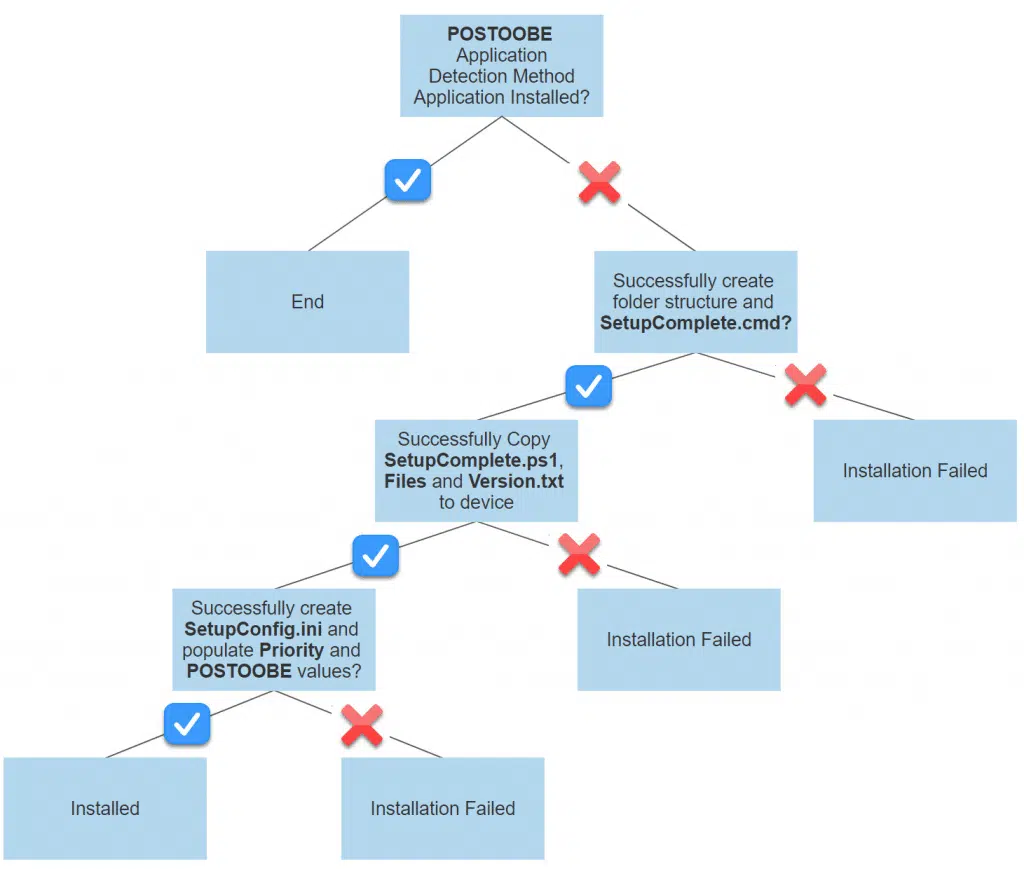 POSTOOBE
Application
Detection Method
Application Installed?
End
Successfully create
folder structure and
SetupComplete.cmd?
Successfully Copy
SetupComplete.ps1,
Files and Version.txt
to device
Installation Failed
Successfully create
SetupConfig.ini and
populate Priority and
POSTOOBE values?
Installation Failed
Installed
Installation Failed